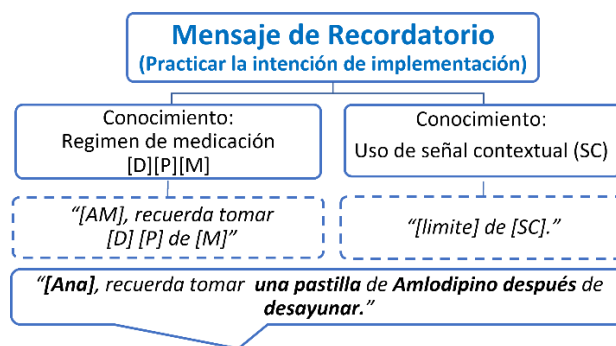 Mensaje de Recordatorio
(Practicar la intención de implementación)
Conocimiento:
Regimen de medicación
[D][P][M]
Conocimiento:
Uso de señal contextual (SC)
“[AM], recuerda tomar
[D] [P] de [M]”
“[limite] de [SC].”
“[Ana], recuerda tomar una pastilla de Amlodipino después de
desayunar.”